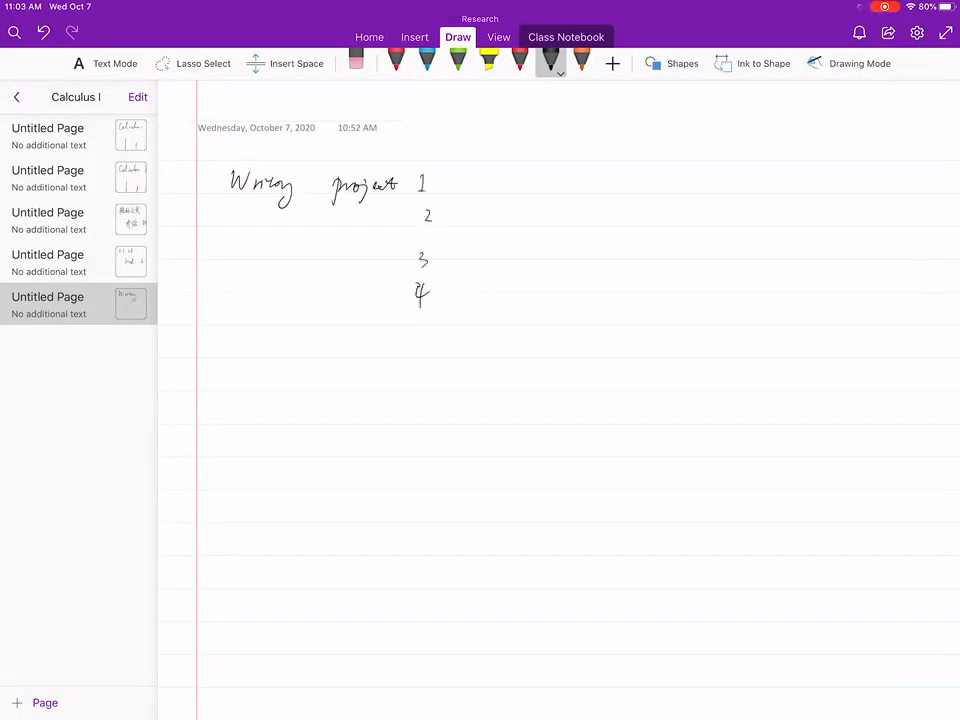 11:03 AM Wed Oct 7
80%
Research
Home Insert Draw View Class Notebook
Text Mode Lasso Select Insert Space Shapes Ink to Shape Drawing Mode
Calculus I Edit
Untitled Page
No additional text
Untitled Page
No additional text
Untitled Page
No additional text
Untitled Page
No additional text
Untitled Page
No additional text
Page
Wednesday, October 7, 2020 10:52 AM
project 1
2
3
4